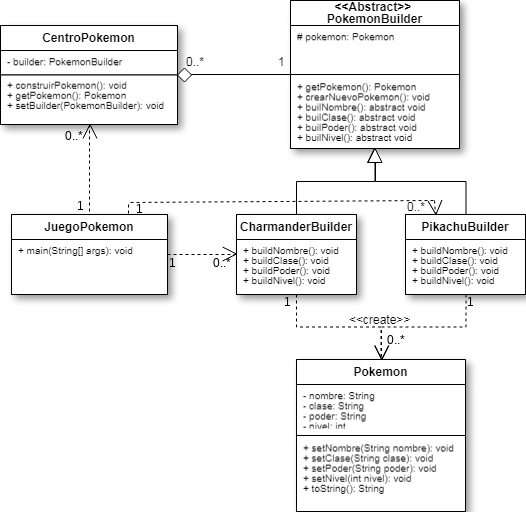 <<Abstract>>
PokemonBuilder
# pokemon: Pokemon
+ getPokemon(): Pokemon
+ crearNuevoPokemon(): void
+ builNombre(): abstract void
+ builClase(): abstract void
+ builPoder(): abstract void
+ builNivel(): abstract void
CentroPokemon
- builder: PokemonBuilder
+ construirPokemon(): void
+ getPokemon(): Pokemon
+ setBuilder(PokemonBuilder): void
0..*
1
0..*
1
1
0..*
JuegoPokemon
+ main(String[] args): void
1
0..*
CharmanderBuilder
+ buildNombre(): void
+ buildClase(): void
+ buildPoder(): void
+ buildNivel(): void
PikachuBuilder
+ buildNombre(): void
+ buildClase(): void
+ buildPoder(): void
+ buildNivel(): void
1
1
<<create>>
0..*
Pokemon
- nombre: String
- clase: String
- poder: String
- nivel: int
+ setNombre(String nombre): void
+ setClase(String clase): void
+ setPoder(String poder): void
+ setNivel(int nivel): void
+ toString(): String